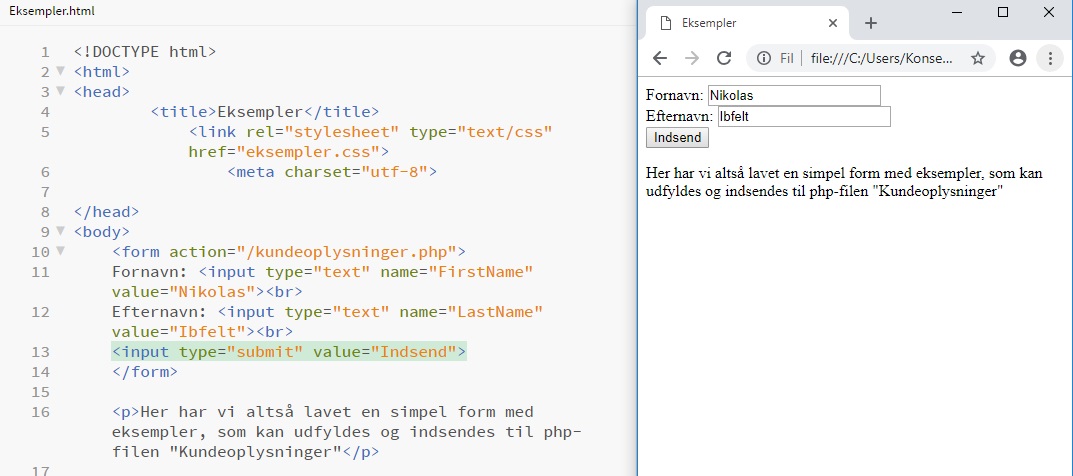 Eksempler.html
1 <!DOCTYPE html>
2 <html>
3 <head>
4 <title>Eksempler</title>
5 <link rel="stylesheet" type="text/css"
href="eksempler.css">
6 <meta charset="utf-8">
7
8 </head>
9 <body>
10 <form action="/kundeoplysninger.php">
11 Fornavn: <input type="text" name="FirstName"
value="Nikolas"><br>
12 Efternavn: <input type="text" name="LastName"
value="Ibfelt"><br>
13 <input type="submit" value="Indsend">
14 </form>
15
16 <p>Her har vi altså lavet en simpel form med
eksempler, som kan udfyldes og indsendes til php-
filen "Kundeoplysninger"</p>
17
Eksempler
Fil file:///C:/Users/Konse...
Fornavn: Nikolas
Efternavn: Ibfelt
Indsend
Her har vi altså lavet en simpel form med eksempler, som kan
udfyldes og indsendes til php-filen "Kundeoplysninger"